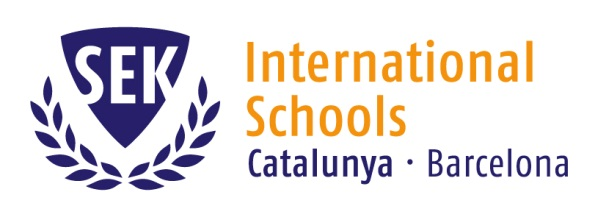 SEK
International
Schools
Catalunya · Barcelona